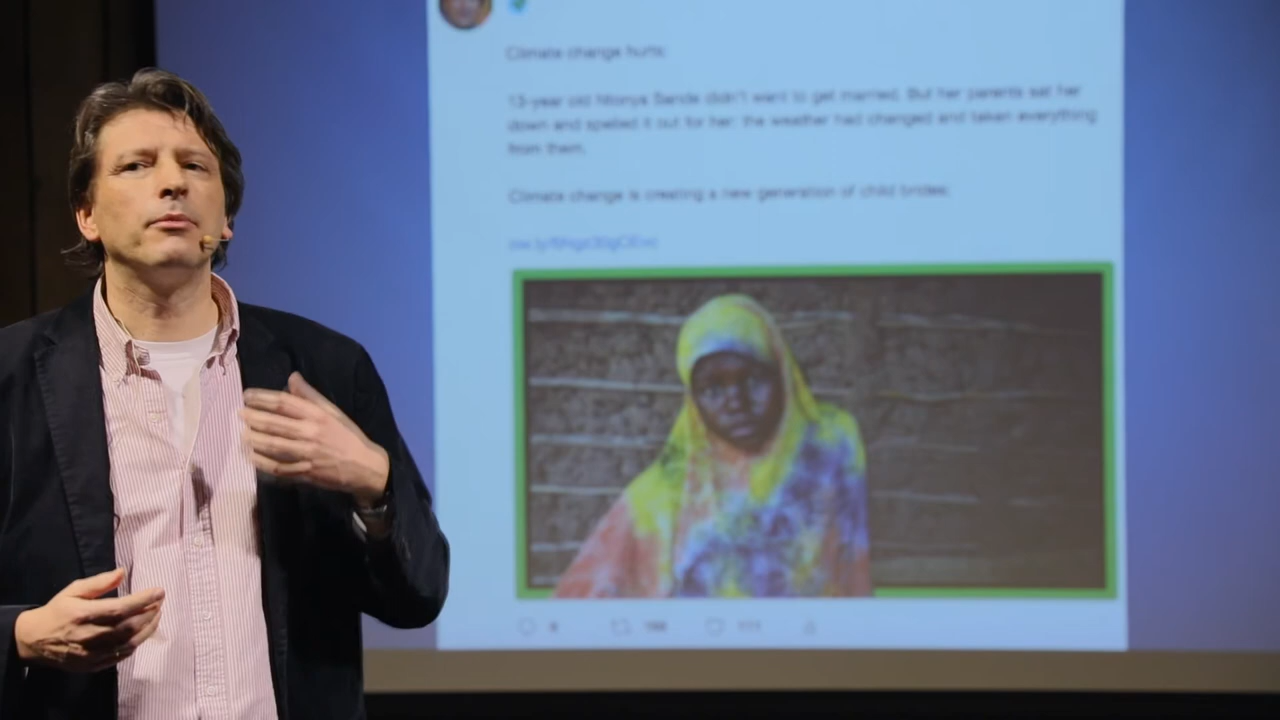 Climate change hurts:
13-year old Ntonya Sande didn't want to get married. But her parents sat her
down and spelled it out for her: the weather had changed and taken everything
from them.
Climate change is creating a new generation of child brides: